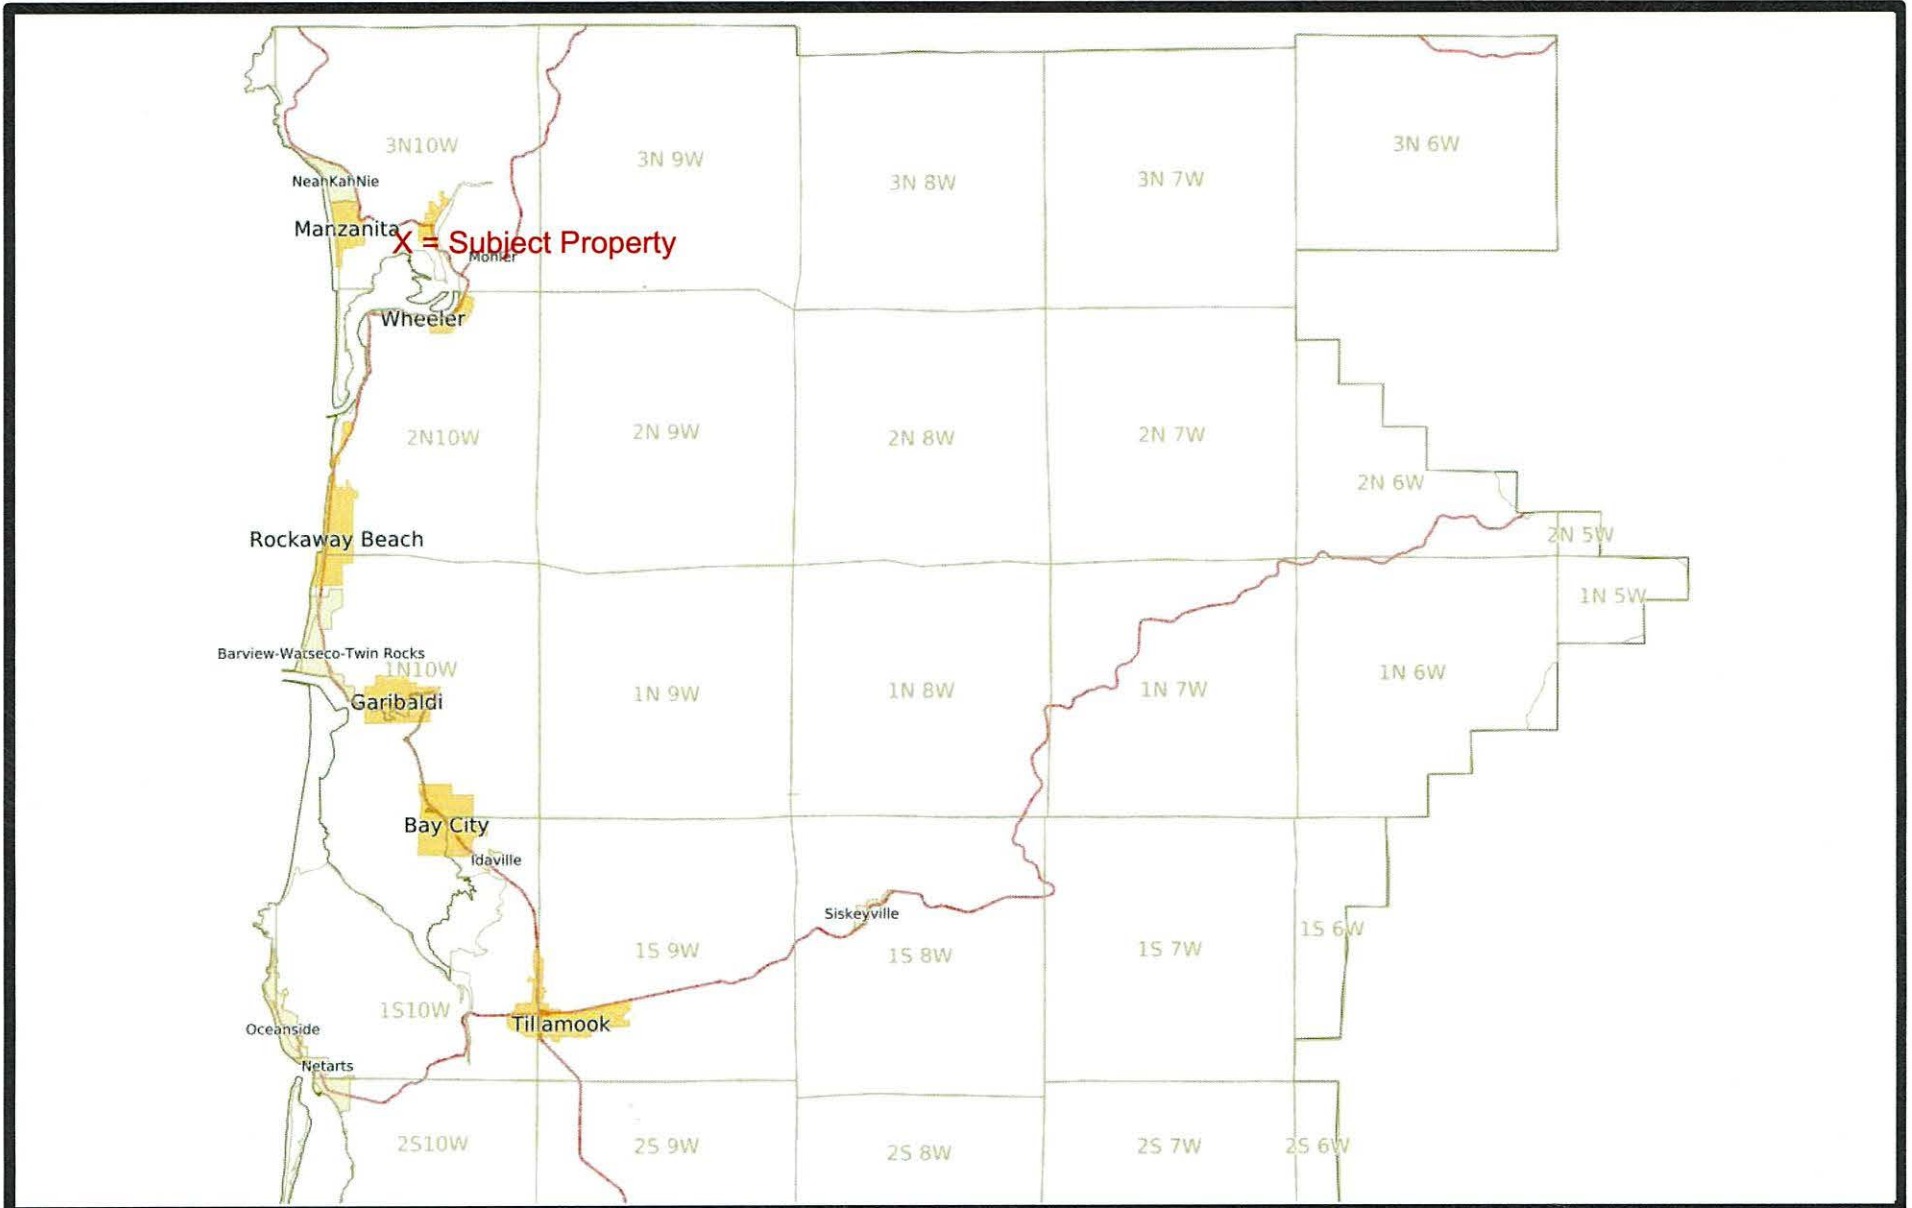 3N10W
3N 9W
3N 8W
3N 7W
3N 6W
NeahKahNie
Manzanita
X = Subject Property
Mohler
Wheeler
2N10W
2N 9W
2N 8W
2N 7W
2N 6W
2N 5W
Rockaway Beach
1N 5W
Barview-Watseco-Twin Rocks
1N10W
1N 9W
1N 8W
1N 7W
1N 6W
Garibaldi
Bay City
Idaville
Siskeyville
1S 9W
1S 8W
1S 7W
1S 6W
1S10W
Tillamook
Oceanside
Netarts
2S10W
2S 9W
2S 8W
2S 7W
2S 6W